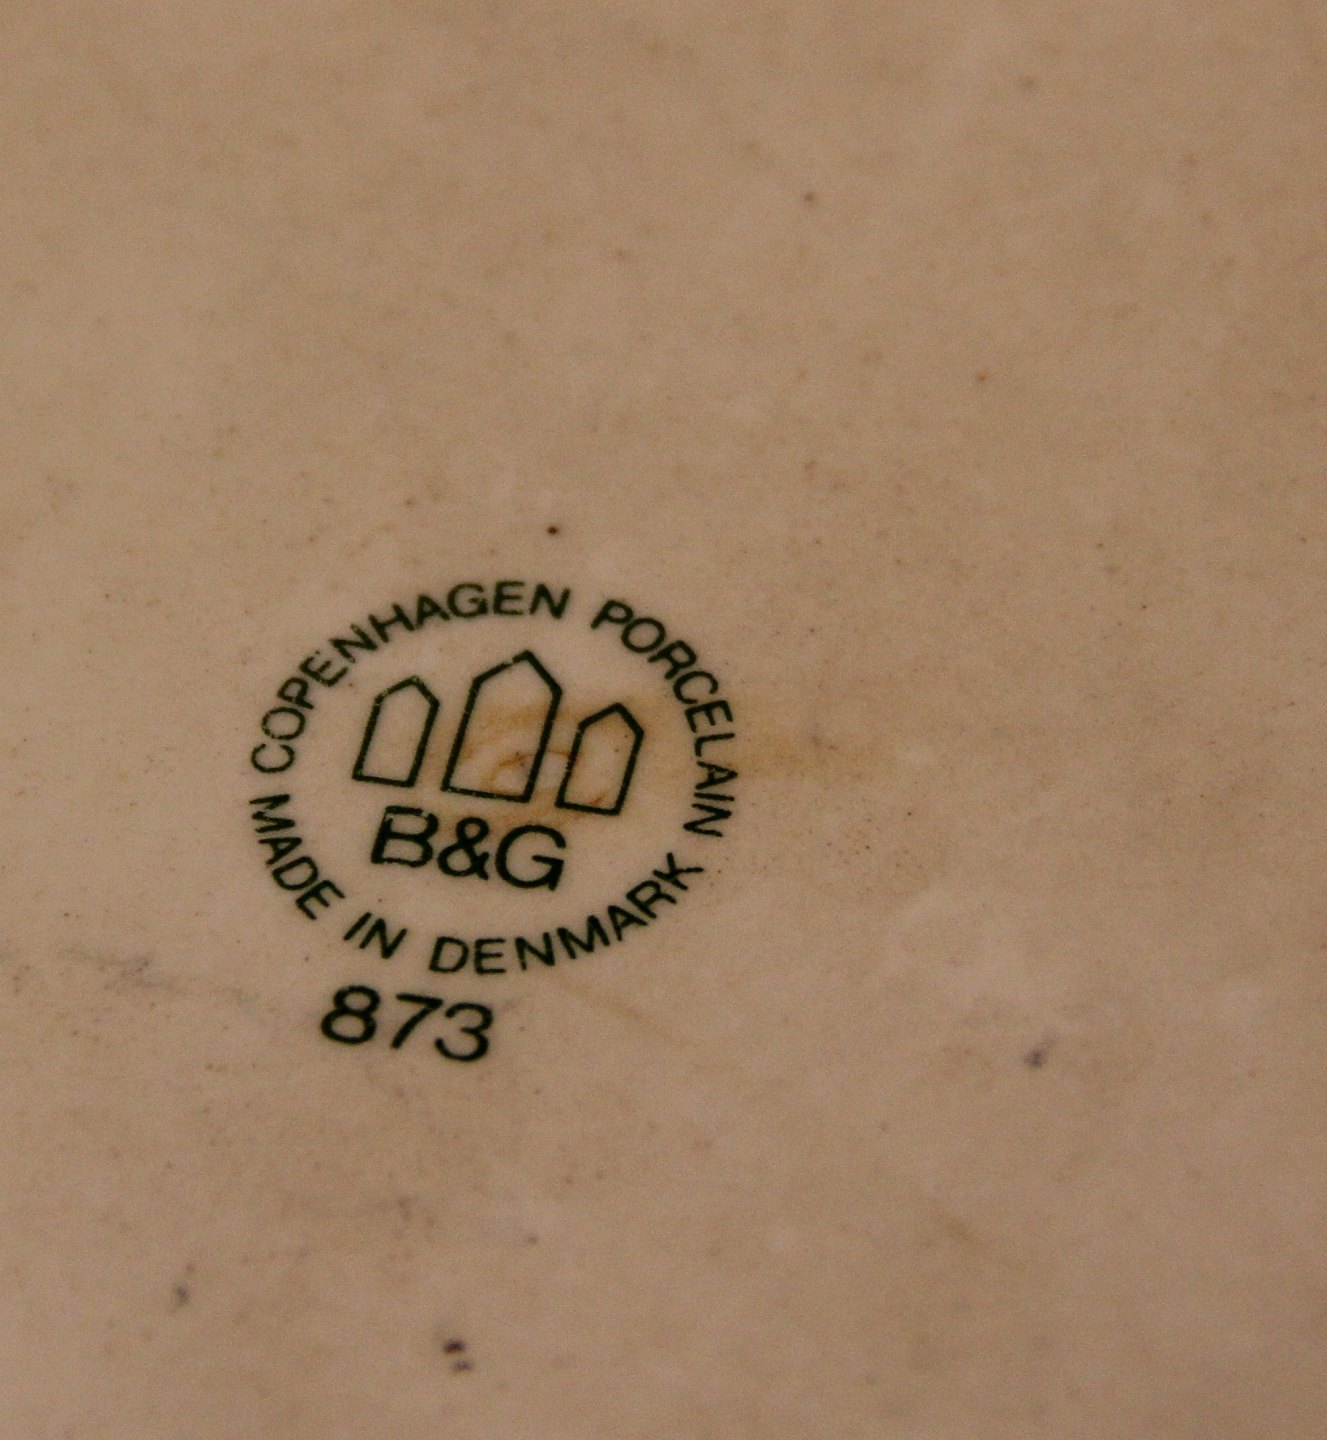 COPENHAGEN PORCELAIN
B&G
MADE IN DENMARK
873